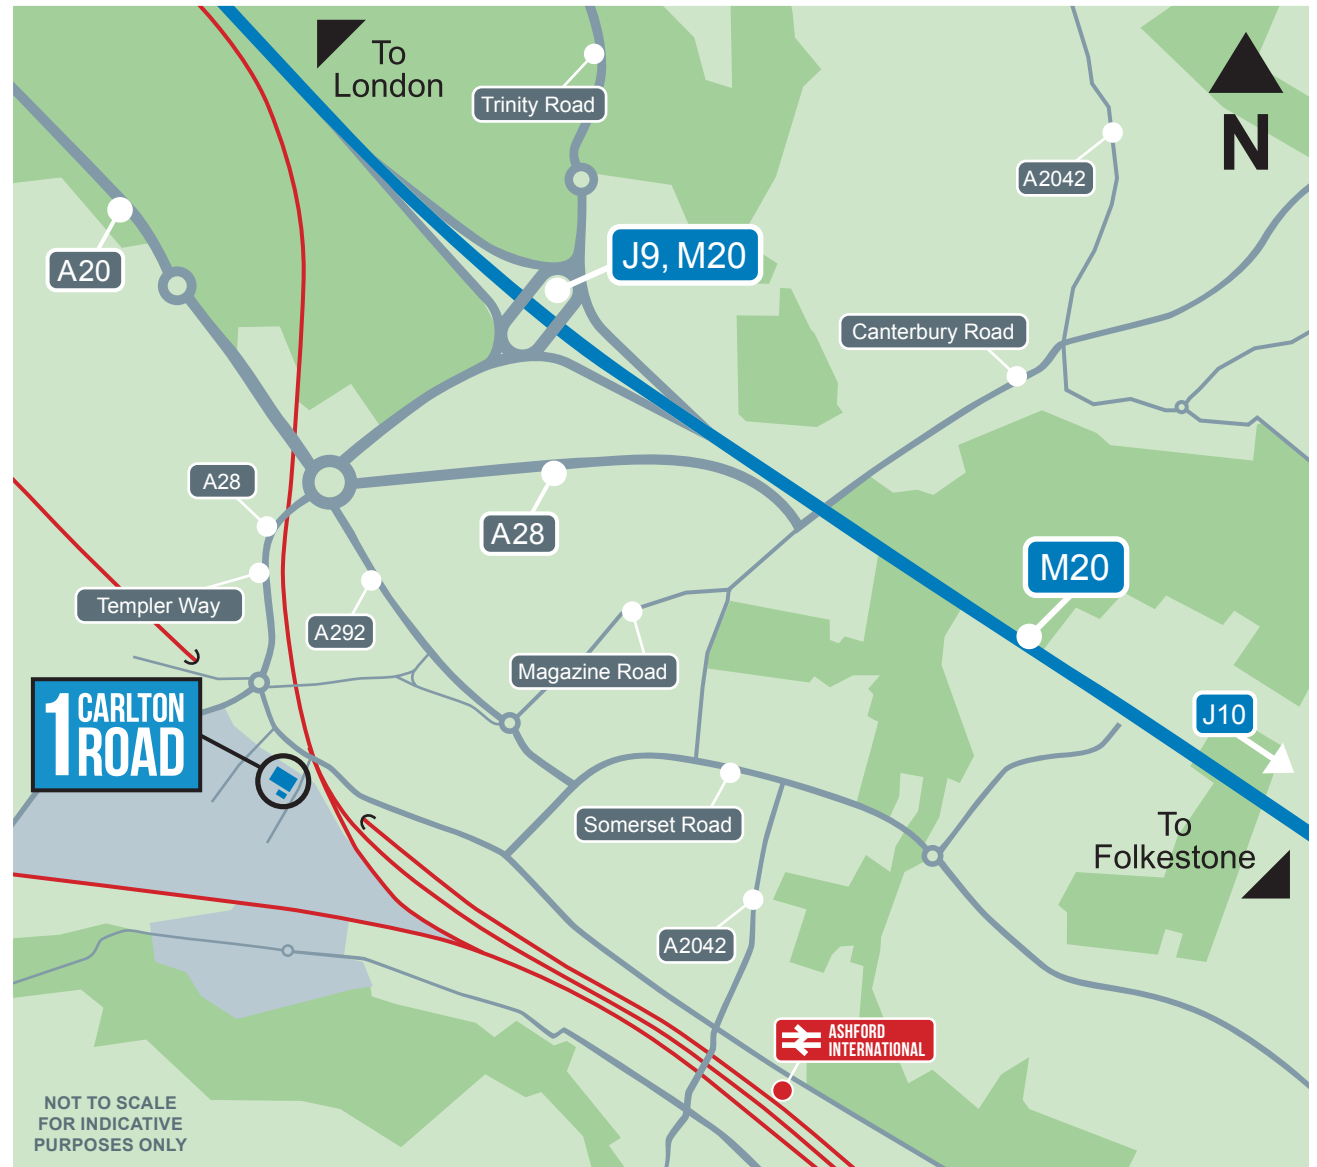 To
London
Trinity Road
N
A2042
A20
J9, M20
Canterbury Road
A28
A28
M20
Templer Way
A292
Magazine Road
1 CARLTON
ROAD
J10
Somerset Road
To
Folkestone
A2042
ASHFORD
INTERNATIONAL
NOT TO SCALE
FOR INDICATIVE
PURPOSES ONLY